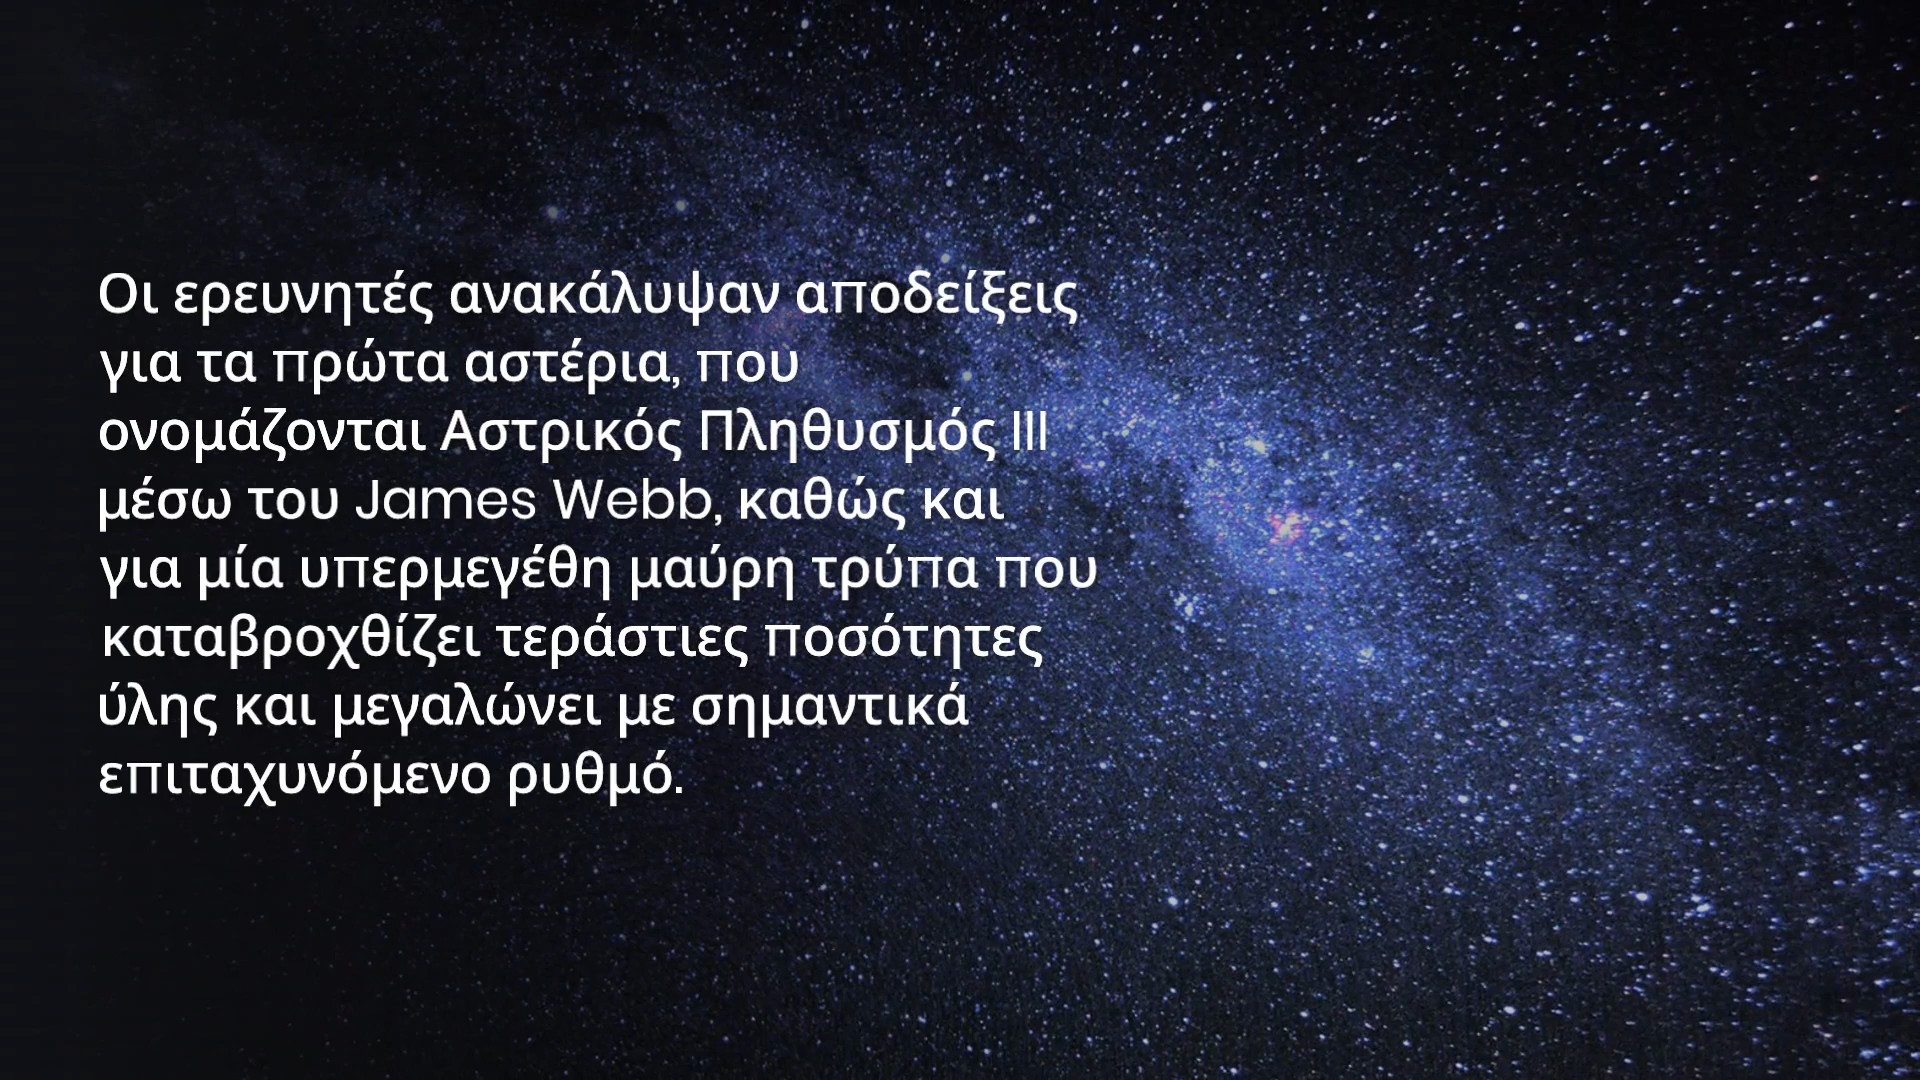 Οι ερευνητές ανακάλυψαν αποδείξεις
για τα πρώτα αστέρια, που
ονομάζονται Αστρικός Πληθυσμός III
μέσω του James Webb, καθώς και
για μία υπερμεγέθη μαύρη τρύπα που
καταβροχθίζει τεράστιες ποσότητες
ύλης και μεγαλώνει με σημαντικά
επιταχυνόμενο ρυθμό.